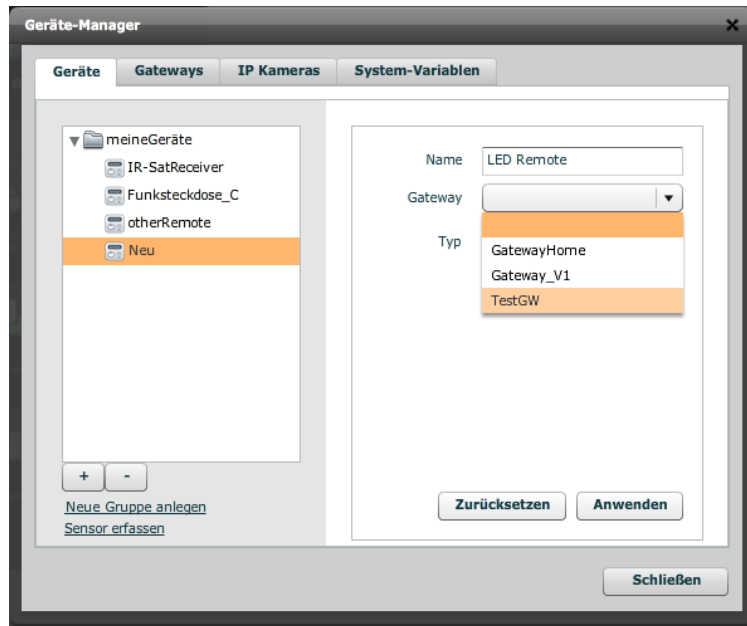 Geräte-Manager
Geräte Gateways IP Kameras System-Variablen
meineGeräte
IR-SatReceiver
Funksteckdose_C
otherRemote
Neu
+ -
Neue Gruppe anlegen
Sensor erfassen
Name LED Remote
Gateway
Typ
GatewayHome
Gateway_V1
TestGW
Zurücksetzen Anwenden
Schließen